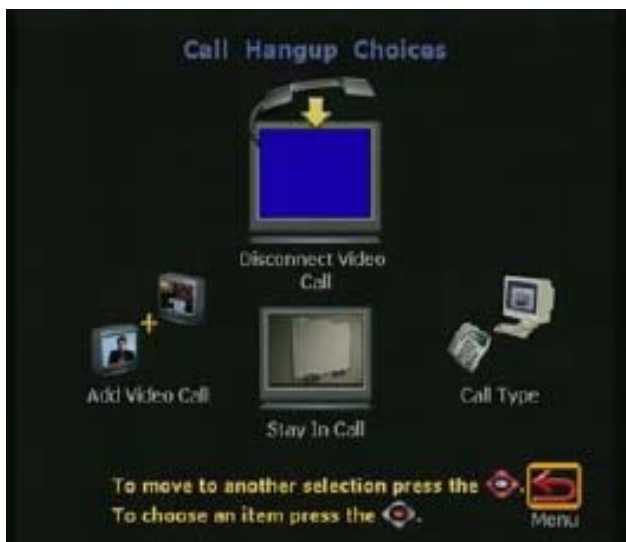 Call Hangup Choices
Disconnect Video
Call
Add Video Call
Stay In Call
Call Type
To move to another selection press the .
To choose an item press the .
Menu